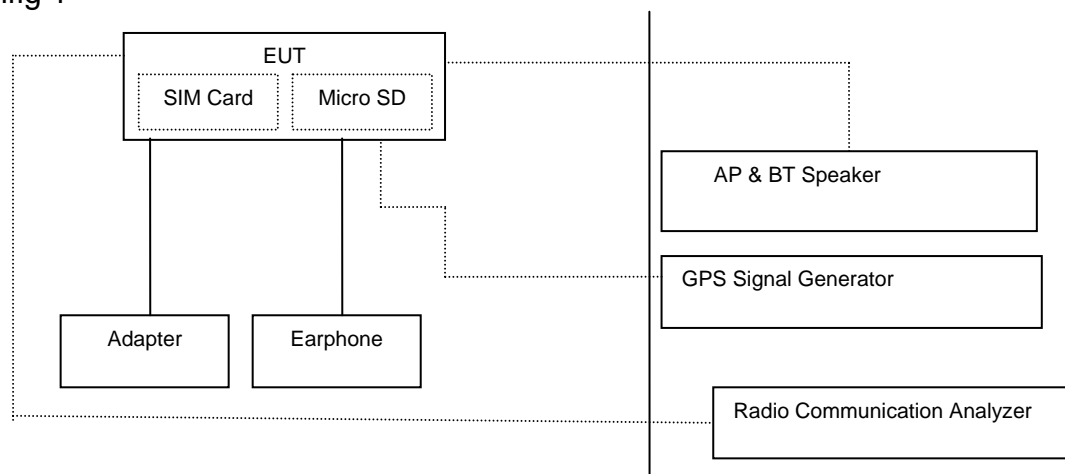 EUT
SIM Card
Micro SD
AP & BT Speaker
GPS Signal Generator
Adapter
Earphone
Radio Communication Analyzer